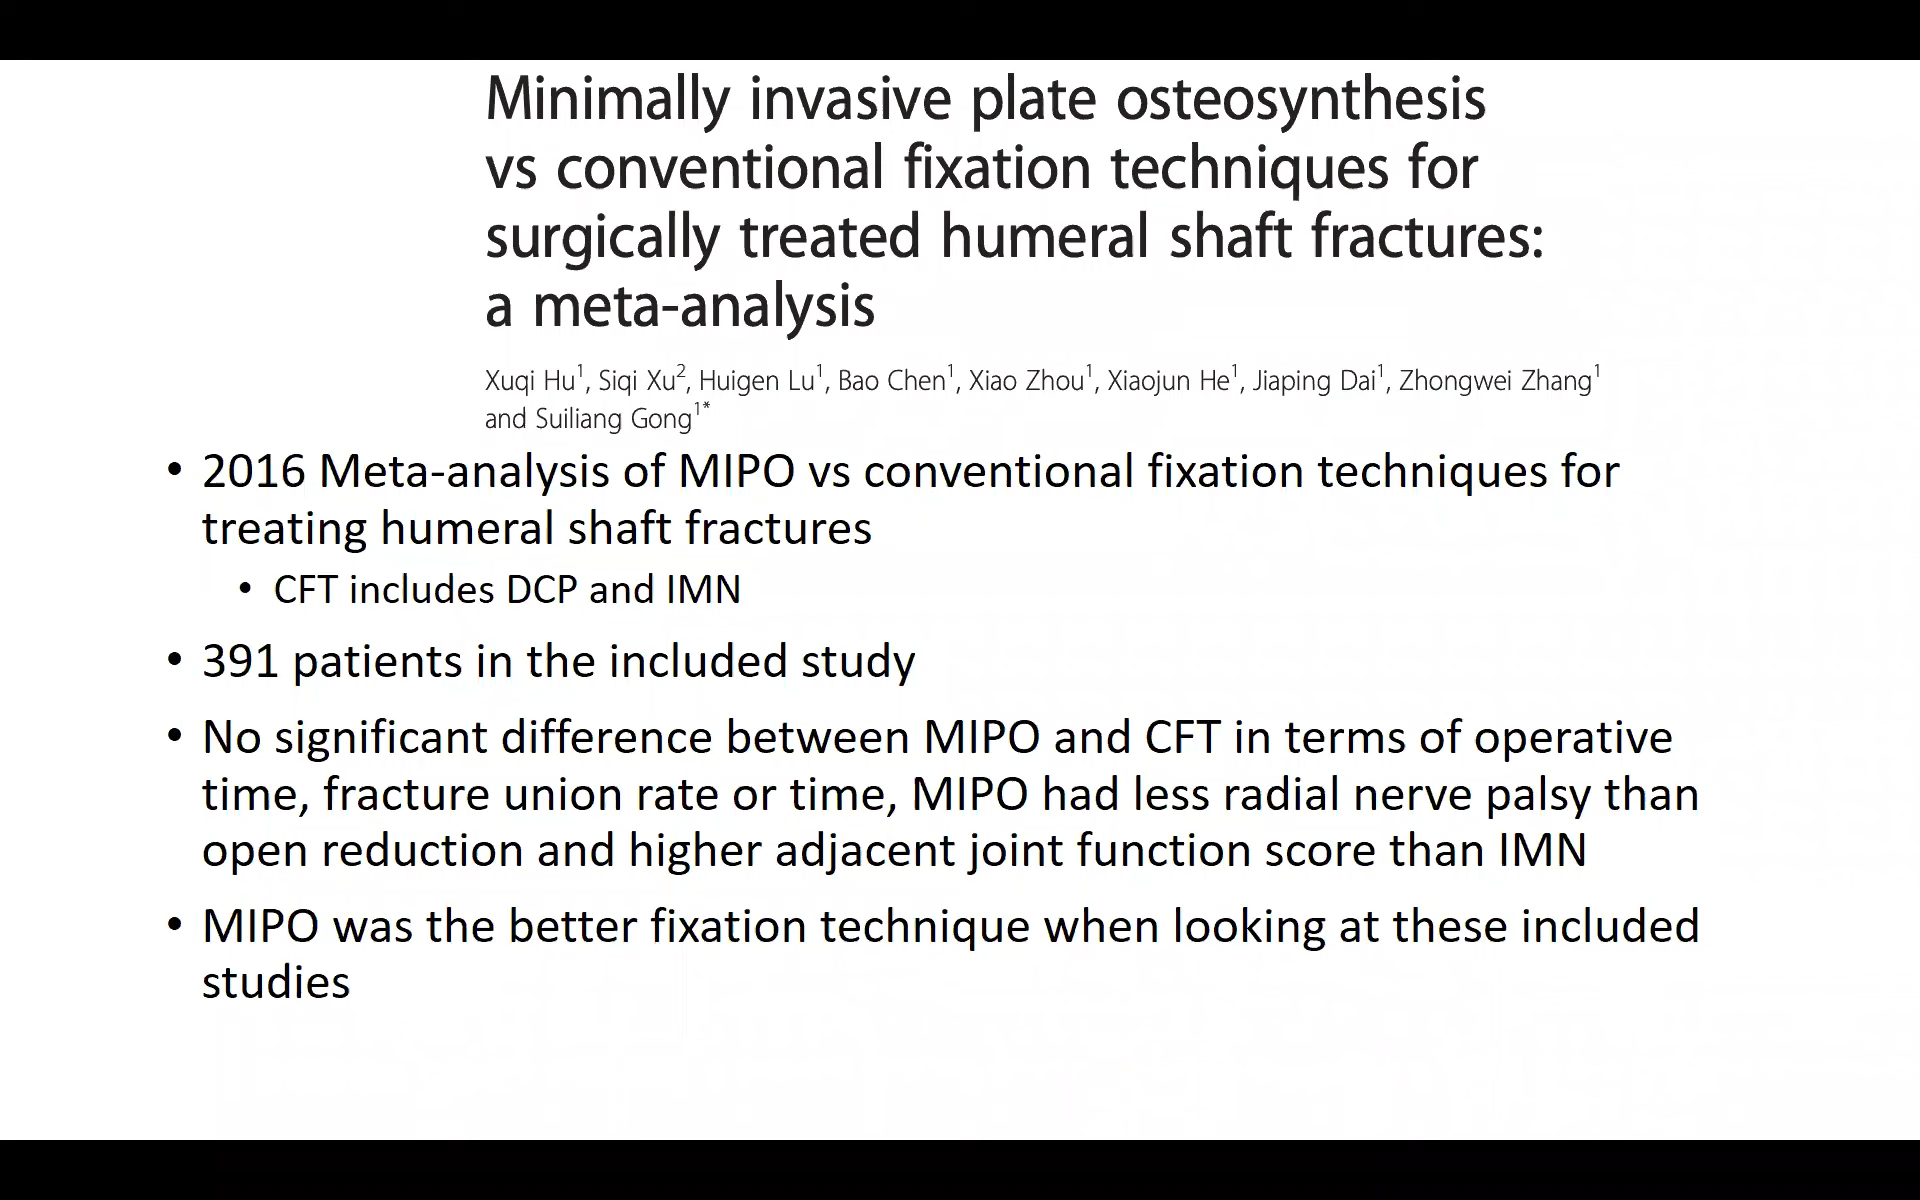 Minimally invasive plate osteosynthesis
vs conventional fixation techniques for
surgically treated humeral shaft fractures:
a meta-analysis
Xuqi Hu1, Siqi Xu2, Huigen Lu1, Bao Chen1, Xiao Zhou1, Xiaojun He1, Jiaping Dai1, Zhongwei Zhang1
and Suiliang Gong1*
• 2016 Meta-analysis of MIPO vs conventional fixation techniques for
treating humeral shaft fractures
• CFT includes DCP and IMN
• 391 patients in the included study
• No significant difference between MIPO and CFT in terms of operative
time, fracture union rate or time, MIPO had less radial nerve palsy than
open reduction and higher adjacent joint function score than IMN
• MIPO was the better fixation technique when looking at these included
studies